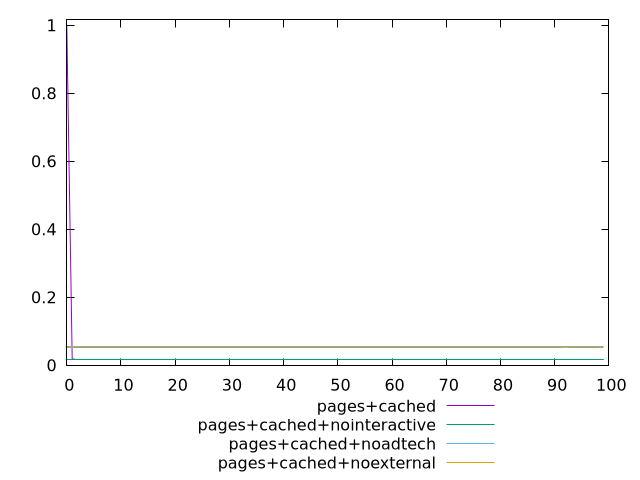 1
0.8
0.6
0.4
0.2
0
0 10 20 30 40 50 60 70 80 90 100
pages+cached
pages+cached+nointeractive
pages+cached+noadtech
pages+cached+noexternal